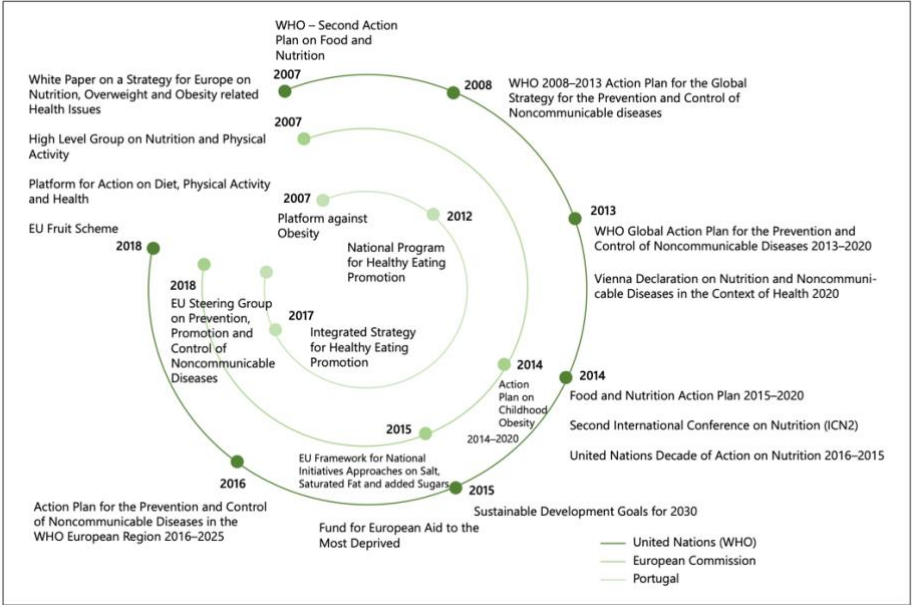 WHO – Second Action
Plan on Food and
Nutrition
2007
White Paper on a Strategy for Europe on
Nutrition, Overweight and Obesity related
Health Issues
2007
High Level Group on Nutrition and Physical
Activity
Platform for Action on Diet, Physical Activity
and Health
EU Fruit Scheme
2018
2008
WHO 2008–2013 Action Plan for the Global
Strategy for the Prevention and Control of
Noncommunicable diseases
2007
Platform against
Obesity
2012
National Program
for Healthy Eating
Promotion
2013
WHO Global Action Plan for the Prevention and
Control of Noncommunicable Diseases 2013–2020
Vienna Declaration on Nutrition and Noncommuni-
cable Diseases in the Context of Health 2020
2018
EU Steering Group
on Prevention,
Promotion and
Control of
Noncommunicable
Diseases
2017
Integrated Strategy
for Healthy Eating
Promotion
2014
Action
Plan on
Childhood
Obesity
2014–2020
2014
Food and Nutrition Action Plan 2015–2020
Second International Conference on Nutrition (ICN2)
United Nations Decade of Action on Nutrition 2016–2015
2015
EU Framework for National
Initiatives Approaches on Salt,
Saturated Fat and added Sugars
2015
Sustainable Development Goals for 2030
2016
Action Plan for the Prevention and Control
of Noncommunicable Diseases in the
WHO European Region 2016–2025
Fund for European Aid to the
Most Deprived
United Nations (WHO)
European Commission
Portugal